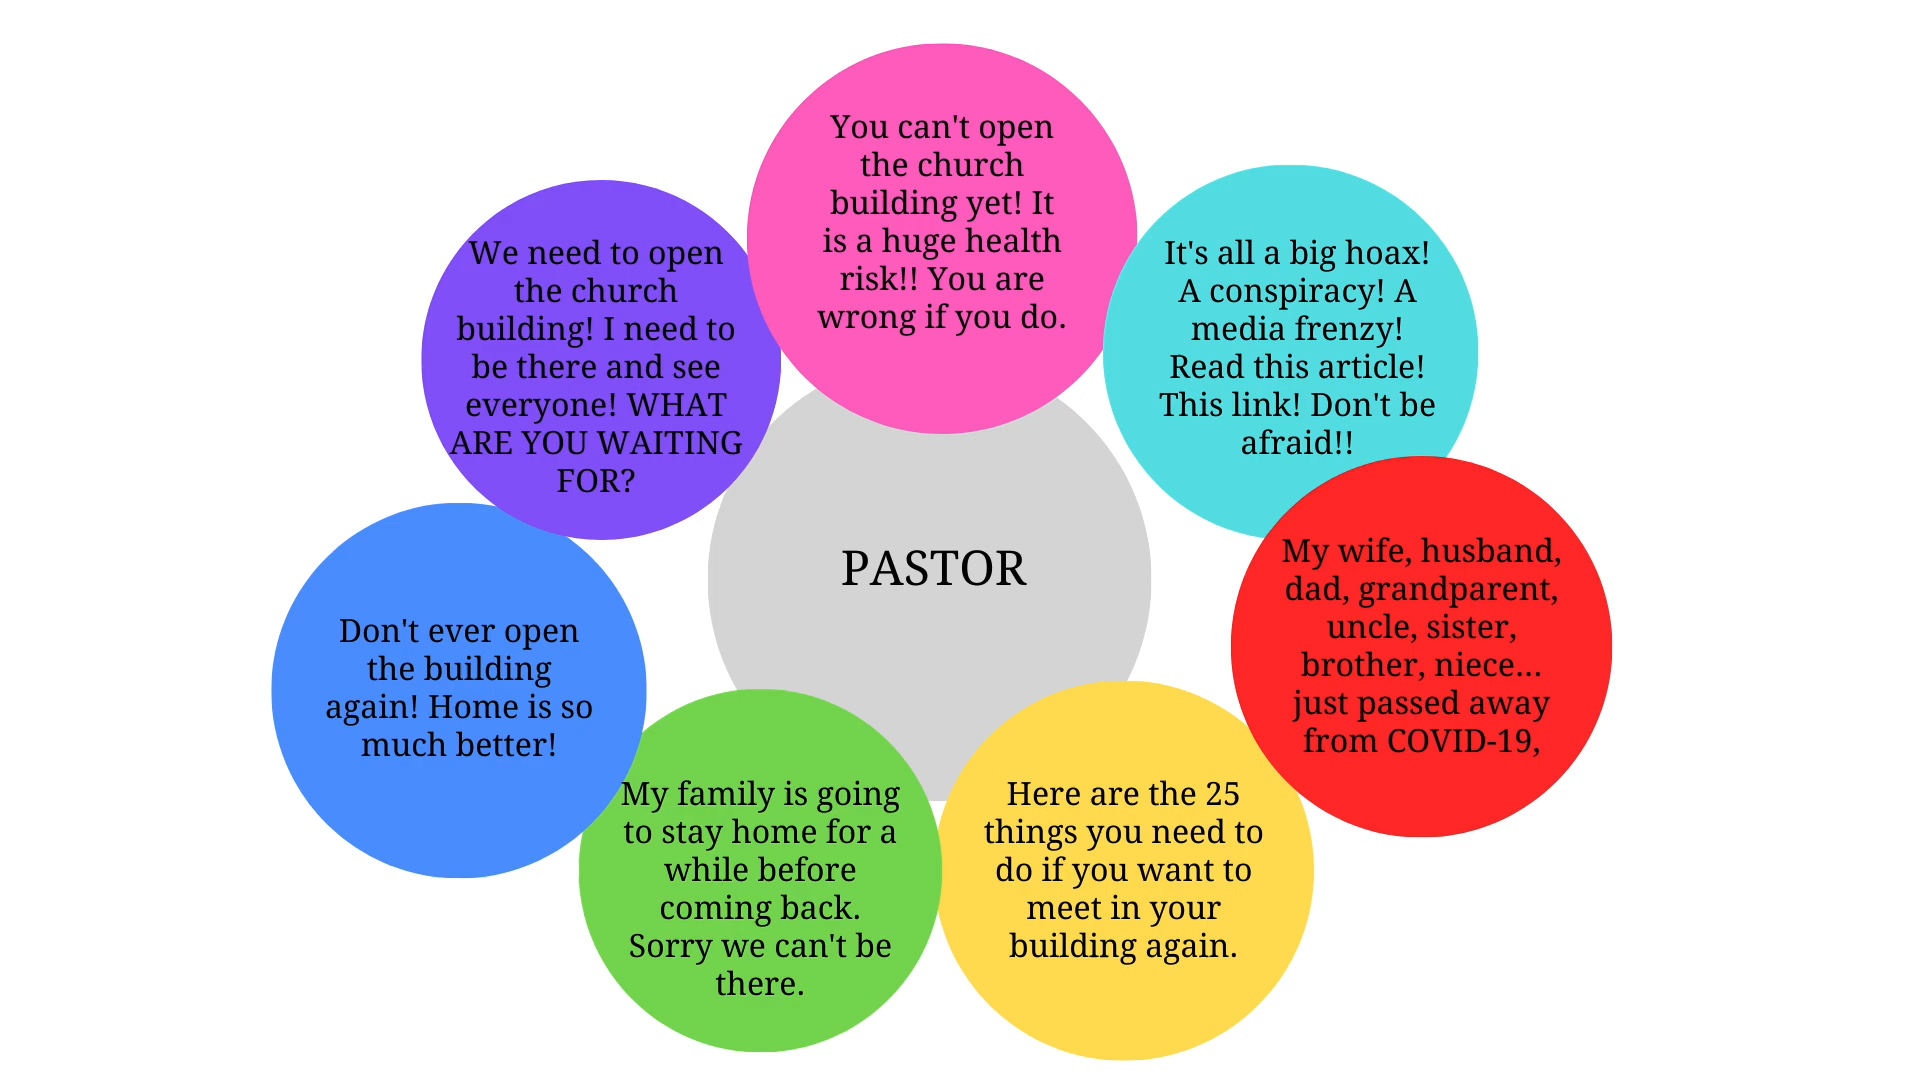 You can't open
the church
building yet! It
is a huge health
risk!! You are
wrong if you do.
It's all a big hoax!
A conspiracy! A
media frenzy!
Read this article!
This link! Don't be
afraid!!
My wife, husband,
dad, grandparent,
uncle, sister,
brother, niece...
just passed away
from COVID-19,
Here are the 25
things you need to
do if you want to
meet in your
building again.
My family is going
to stay home for a
while before
coming back.
Sorry we can't be
there.
Don't ever open
the building
again! Home is so
much better!
We need to open
the church
building! I need to
be there and see
everyone! WHAT
ARE YOU WAITING
FOR?
PASTOR